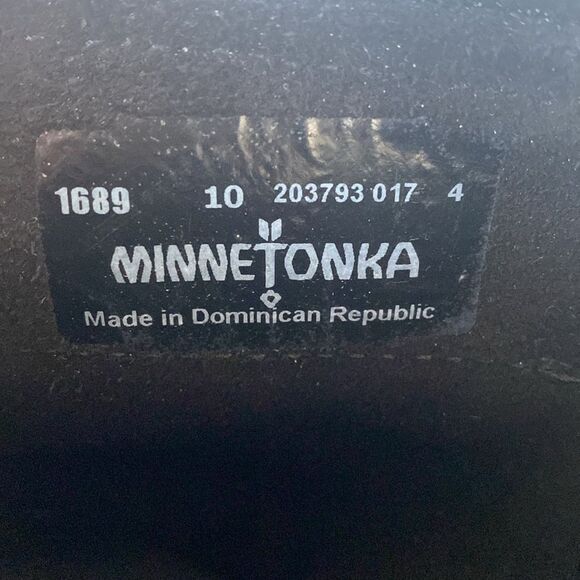 1689 10 203793 017 4
MINNETONKA
Made in Dominican Republic